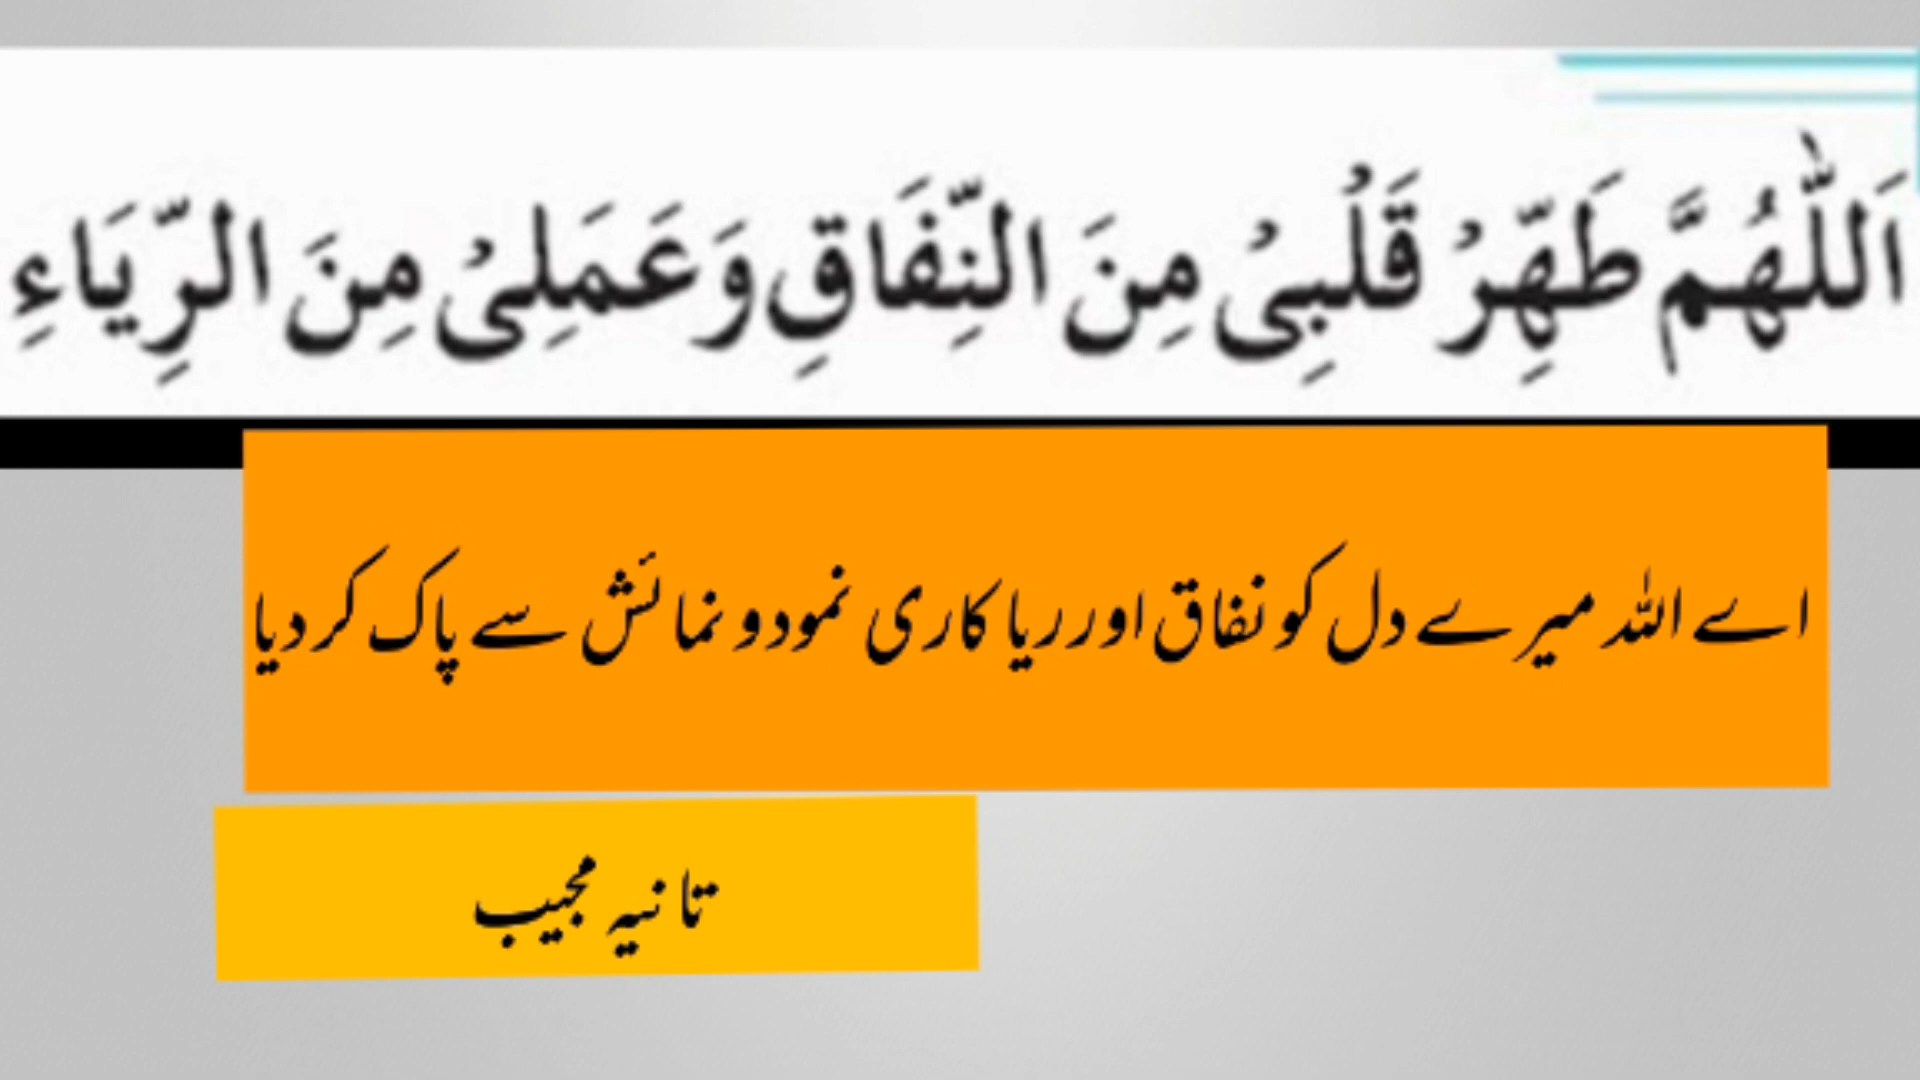 اَللّٰهُمَّ طَهِّرْ قَلْبِیْ مِنَ النِّفَاقِ وَعَمَلِیْ مِنَ الرِّیَاءِ
اے اللہ میرے دل کو نفاق اور ریا کاری نمود و نمائش سے پاک کر دیا
تانیہ مجیب